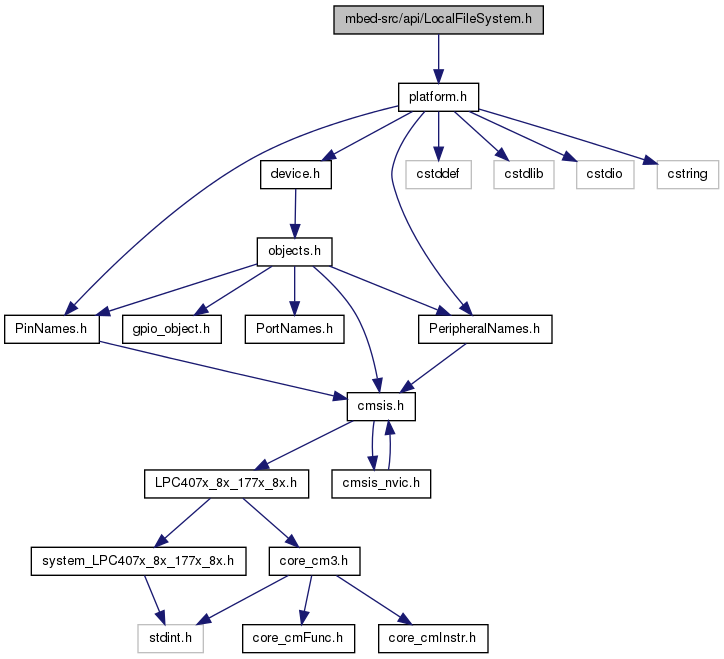 mbed-src/api/LocalFileSystem.h
platform.h
device.h
cstddef
cstdlib
cstdio
cstring
objects.h
PinNames.h
gpio_object.h
PortNames.h
PeripheralNames.h
cmsis.h
LPC407x_8x_177x_8x.h
cmsis_nvic.h
system_LPC407x_8x_177x_8x.h
core_cm3.h
stdint.h
core_cmFunc.h
core_cmInstr.h